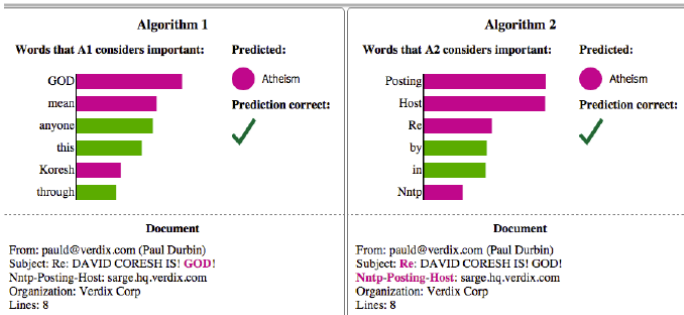 Algorithm 1
Words that A1 considers important:
Predicted:
GOD
mean
anyone
this
Koresh
through
Atheism
Prediction correct:
Document
From: pauld@verdix.com (Paul Durbin)
Subject: Re: DAVID CORESH IS! GOD!
Nntp-Posting-Host: sarge.hq.verdix.com
Organization: Verdix Corp
Lines: 8
Algorithm 2
Words that A2 considers important:
Predicted:
Posting
Host
Re
by
in
Nntp
Atheism
Prediction correct:
Document
From: pauld@verdix.com (Paul Durbin)
Subject: Re: DAVID CORESH IS! GOD!
Nntp-Posting-Host: sarge.hq.verdix.com
Organization: Verdix Corp
Lines: 8